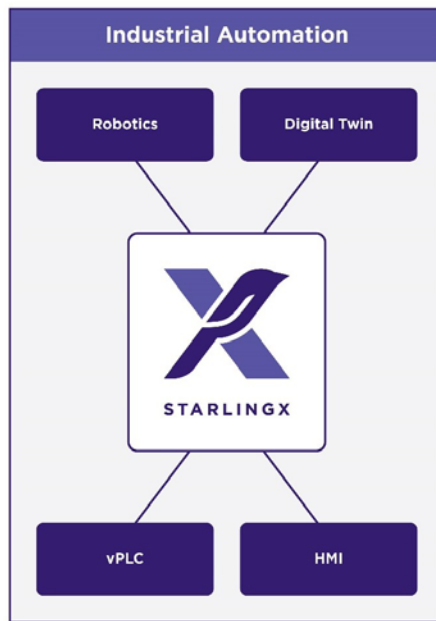 Industrial Automation
Robotics
Digital Twin
STARLINGX
vPLC
HMI